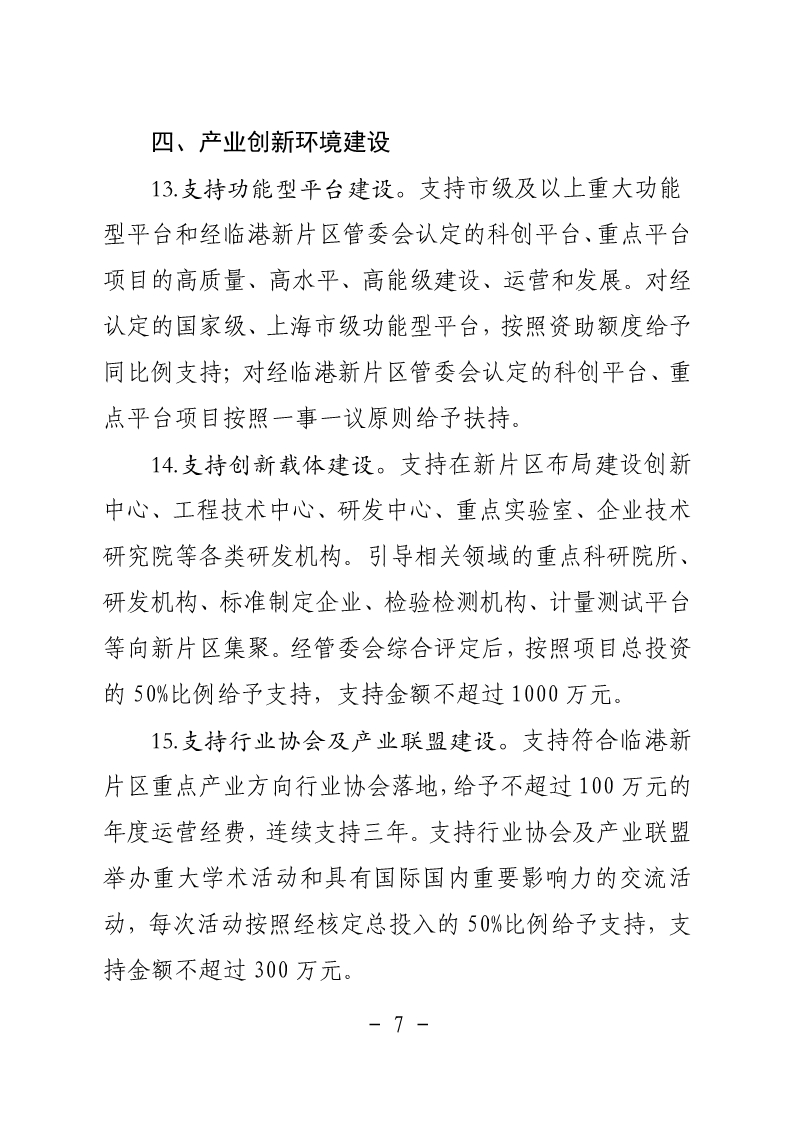 四、产业创新环境建设
13.支持功能型平台建设。支持市级及以上重大功能
型平台和经临港新片区管委会认定的科创平台、重点平台
项目的高质量、高水平、高能级建设、运营和发展。对经
认定的国家级、上海市级功能型平台，按照资助额度给予
同比例支持；对经临港新片区管委会认定的科创平台、重
点平台项目按照一事一议原则给予扶持。
14.支持创新载体建设。支持在新片区布局建设创新
中心、工程技术中心、研发中心、重点实验室、企业技术
研究院等各类研发机构。引导相关领域的重点科研院所、
研发机构、标准制定企业、检验检测机构、计量测试平台
等向新片区集聚。经管委会综合评定后，按照项目总投资
的 50%比例给予支持，支持金额不超过 1000 万元。
15.支持行业协会及产业联盟建设。支持符合临港新
片区重点产业方向行业协会落地，给予不超过 100 万元的
年度运营经费，连续支持三年。支持行业协会及产业联盟
举办重大学术活动和具有国际国内重要影响力的交流活
动，每次活动按照经核定总投入的 50%比例给予支持，支
持金额不超过 300 万元。
- 7 -